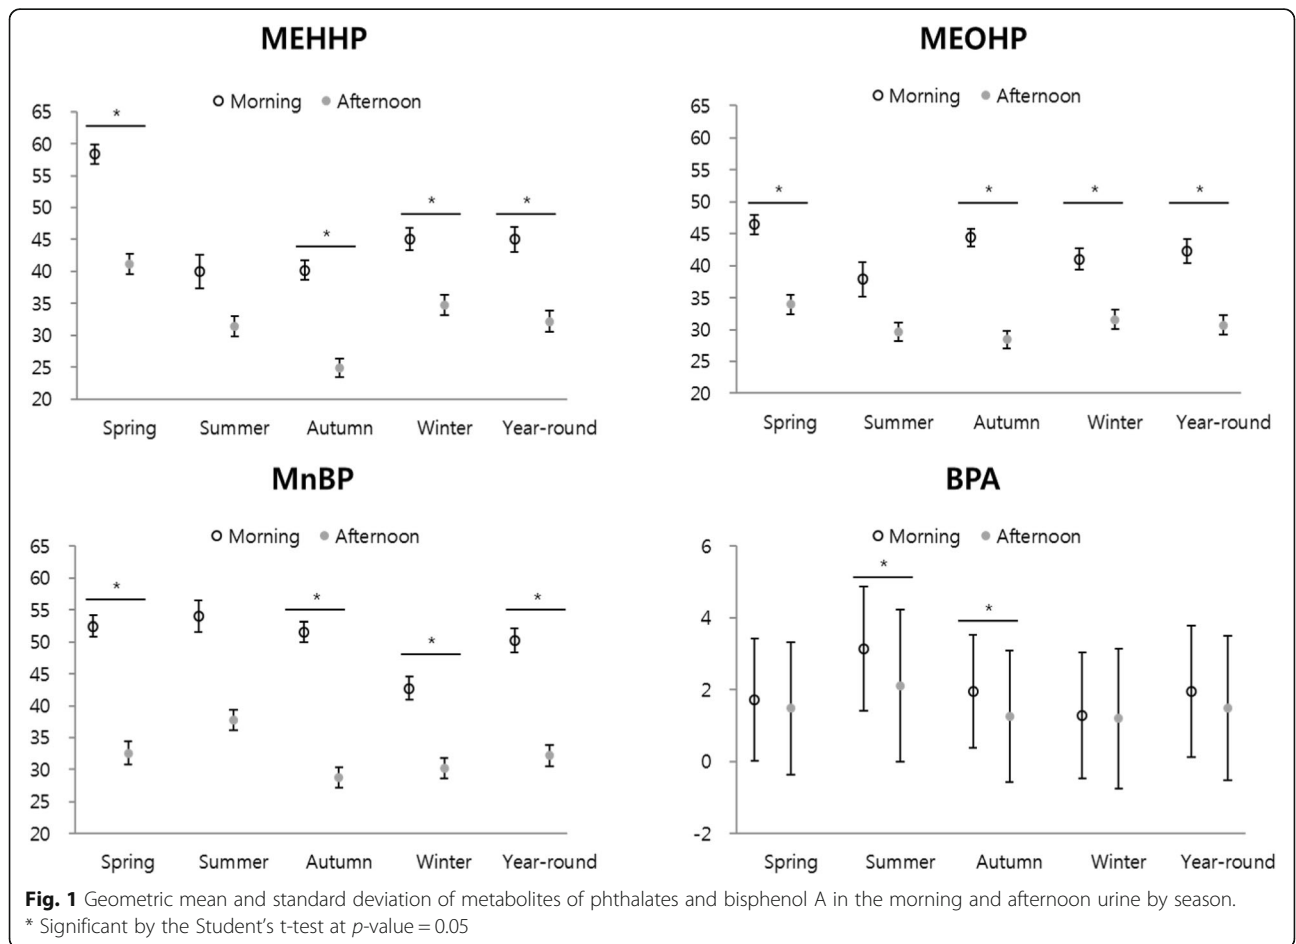 MEHHP
Morning Afternoon
65
*
60
55
50
* *
45
*
40
35
30
25
20
Spring Summer Autumn Winter Year-round
MEOHP
Morning Afternoon
65
60
55
50
* * * *
45
40
35
30
25
20
Spring Summer Autumn Winter Year-round
MnBP
Morning Afternoon
65
60
* * *
55
50
*
45
40
35
30
25
20
Spring Summer Autumn Winter Year-round
BPA
Morning Afternoon
6
*
*
4
2
0
-2
Spring Summer Autumn Winter Year-round
Fig. 1 Geometric mean and standard deviation of metabolites of phthalates and bisphenol A in the morning and afternoon urine by season.
* Significant by the Student's t-test at p-value = 0.05